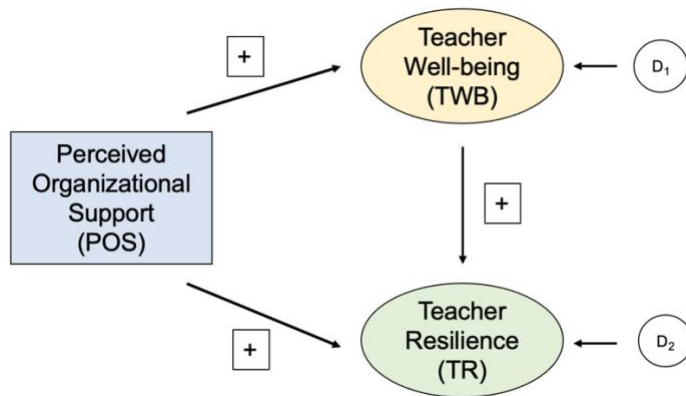 Teacher
Well-being
(TWB)
D₁
+
Perceived
Organizational
Support
(POS)
+
Teacher
Resilience
(TR)
D₂
+